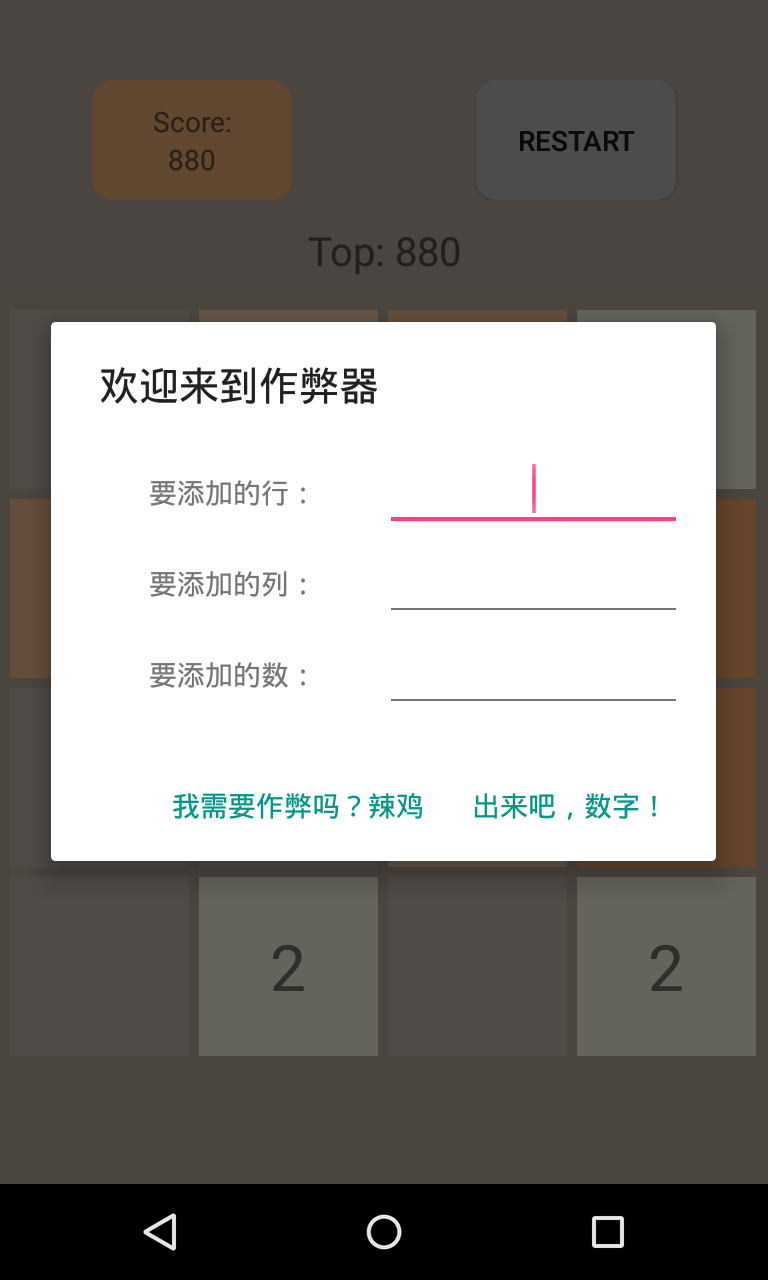 Score:
880
RESTART
Top: 880
欢迎来到作弊器
要添加的行：
要添加的列：
要添加的数：
我需要作弊吗？辣鸡
出来吧，数字！
2
2